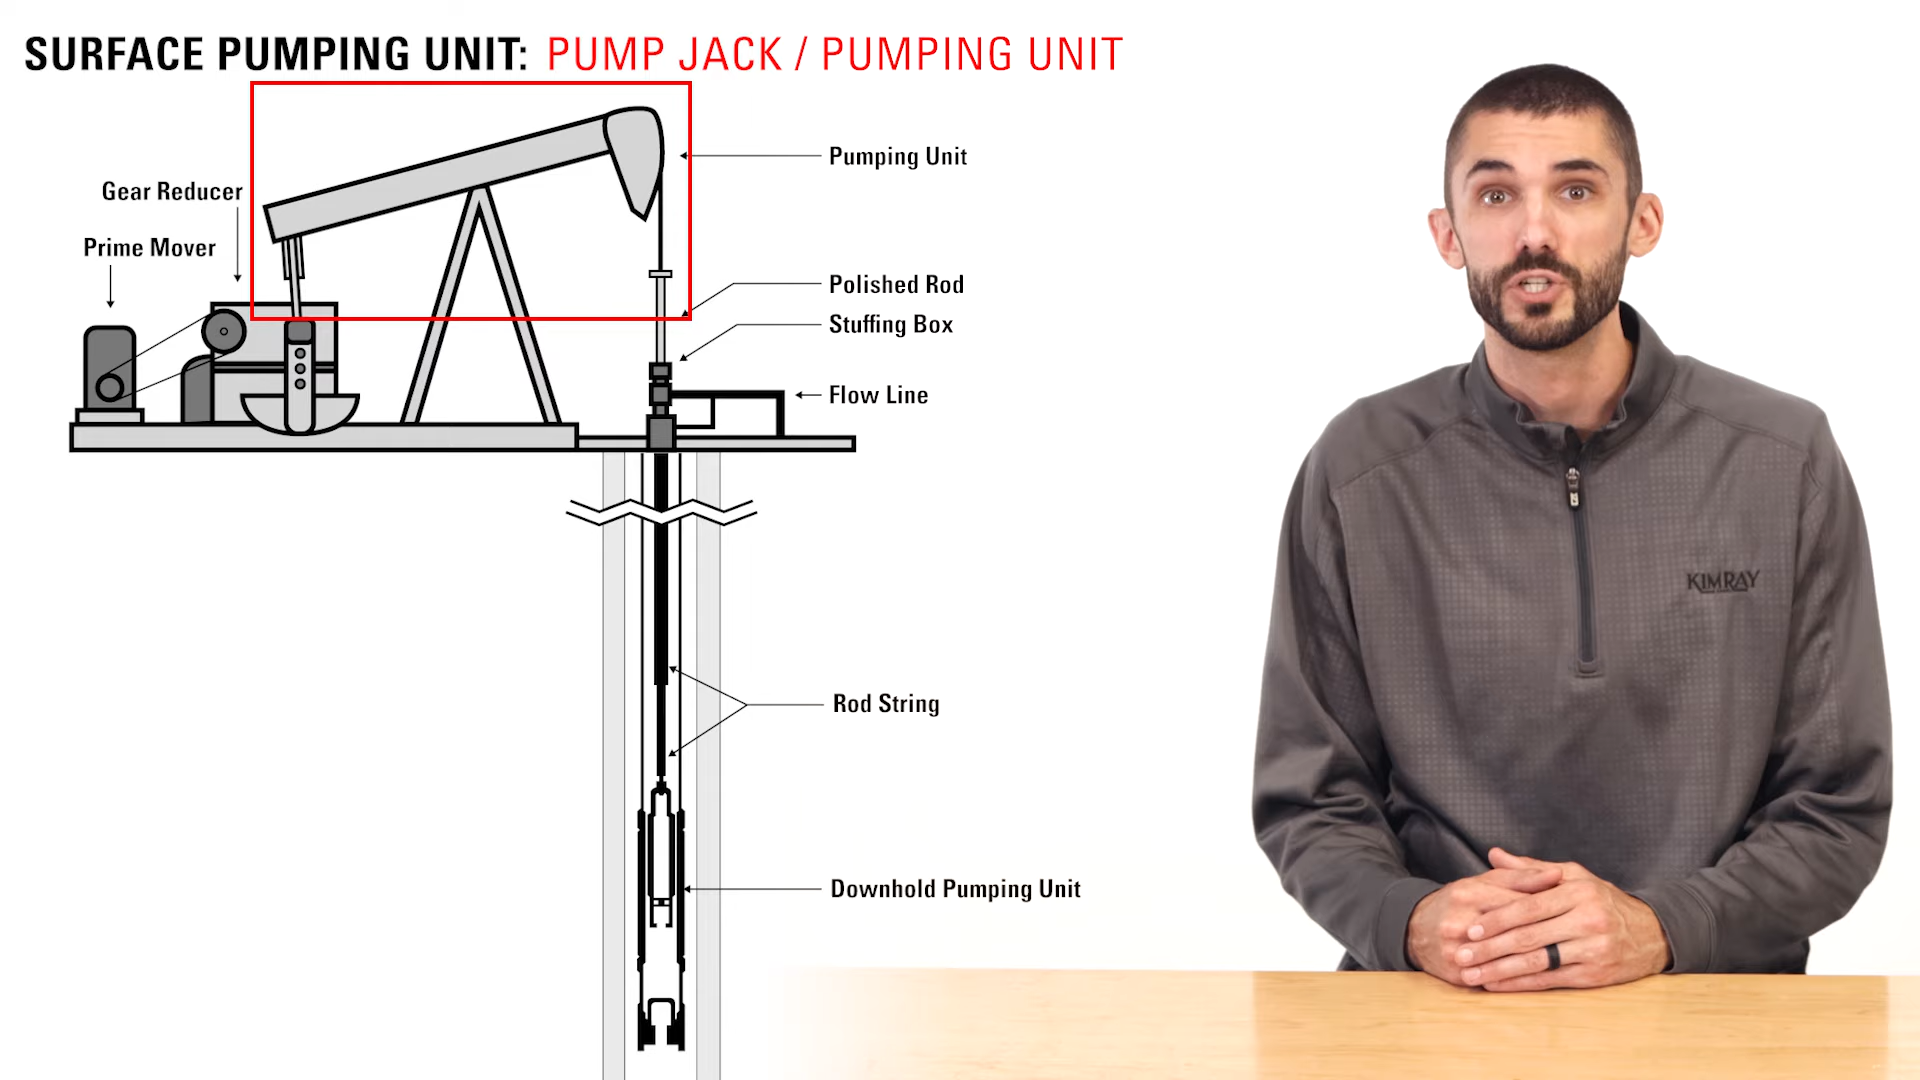 SURFACE PUMPING UNIT: PUMP JACK / PUMPING UNIT
Pumping Unit
Gear Reducer
Prime Mover
Polished Rod
Stuffing Box
Flow Line
Rod String
Downhold Pumping Unit
KIMRAY